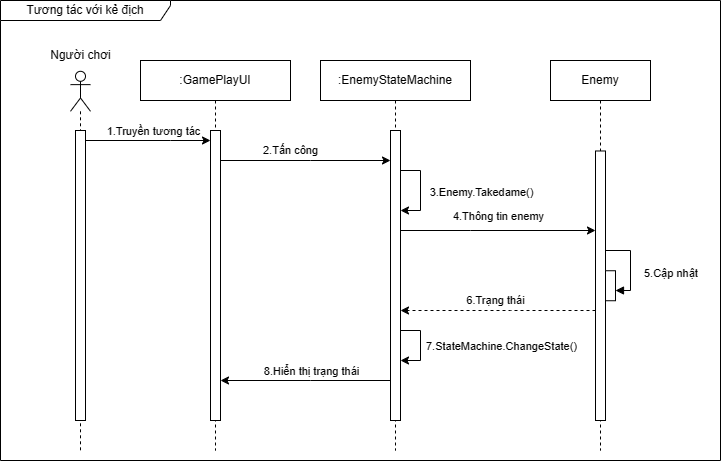 Tương tác với kẻ địch
Người chơi
:GamePlayUI
:EnemyStateMachine
Enemy
1.Truyền tương tác
2.Tấn công
3.Enemy.Takedame()
4.Thông tin enemy
5.Cập nhật
6.Trạng thái
7.StateMachine.ChangeState()
8.Hiển thị trạng thái